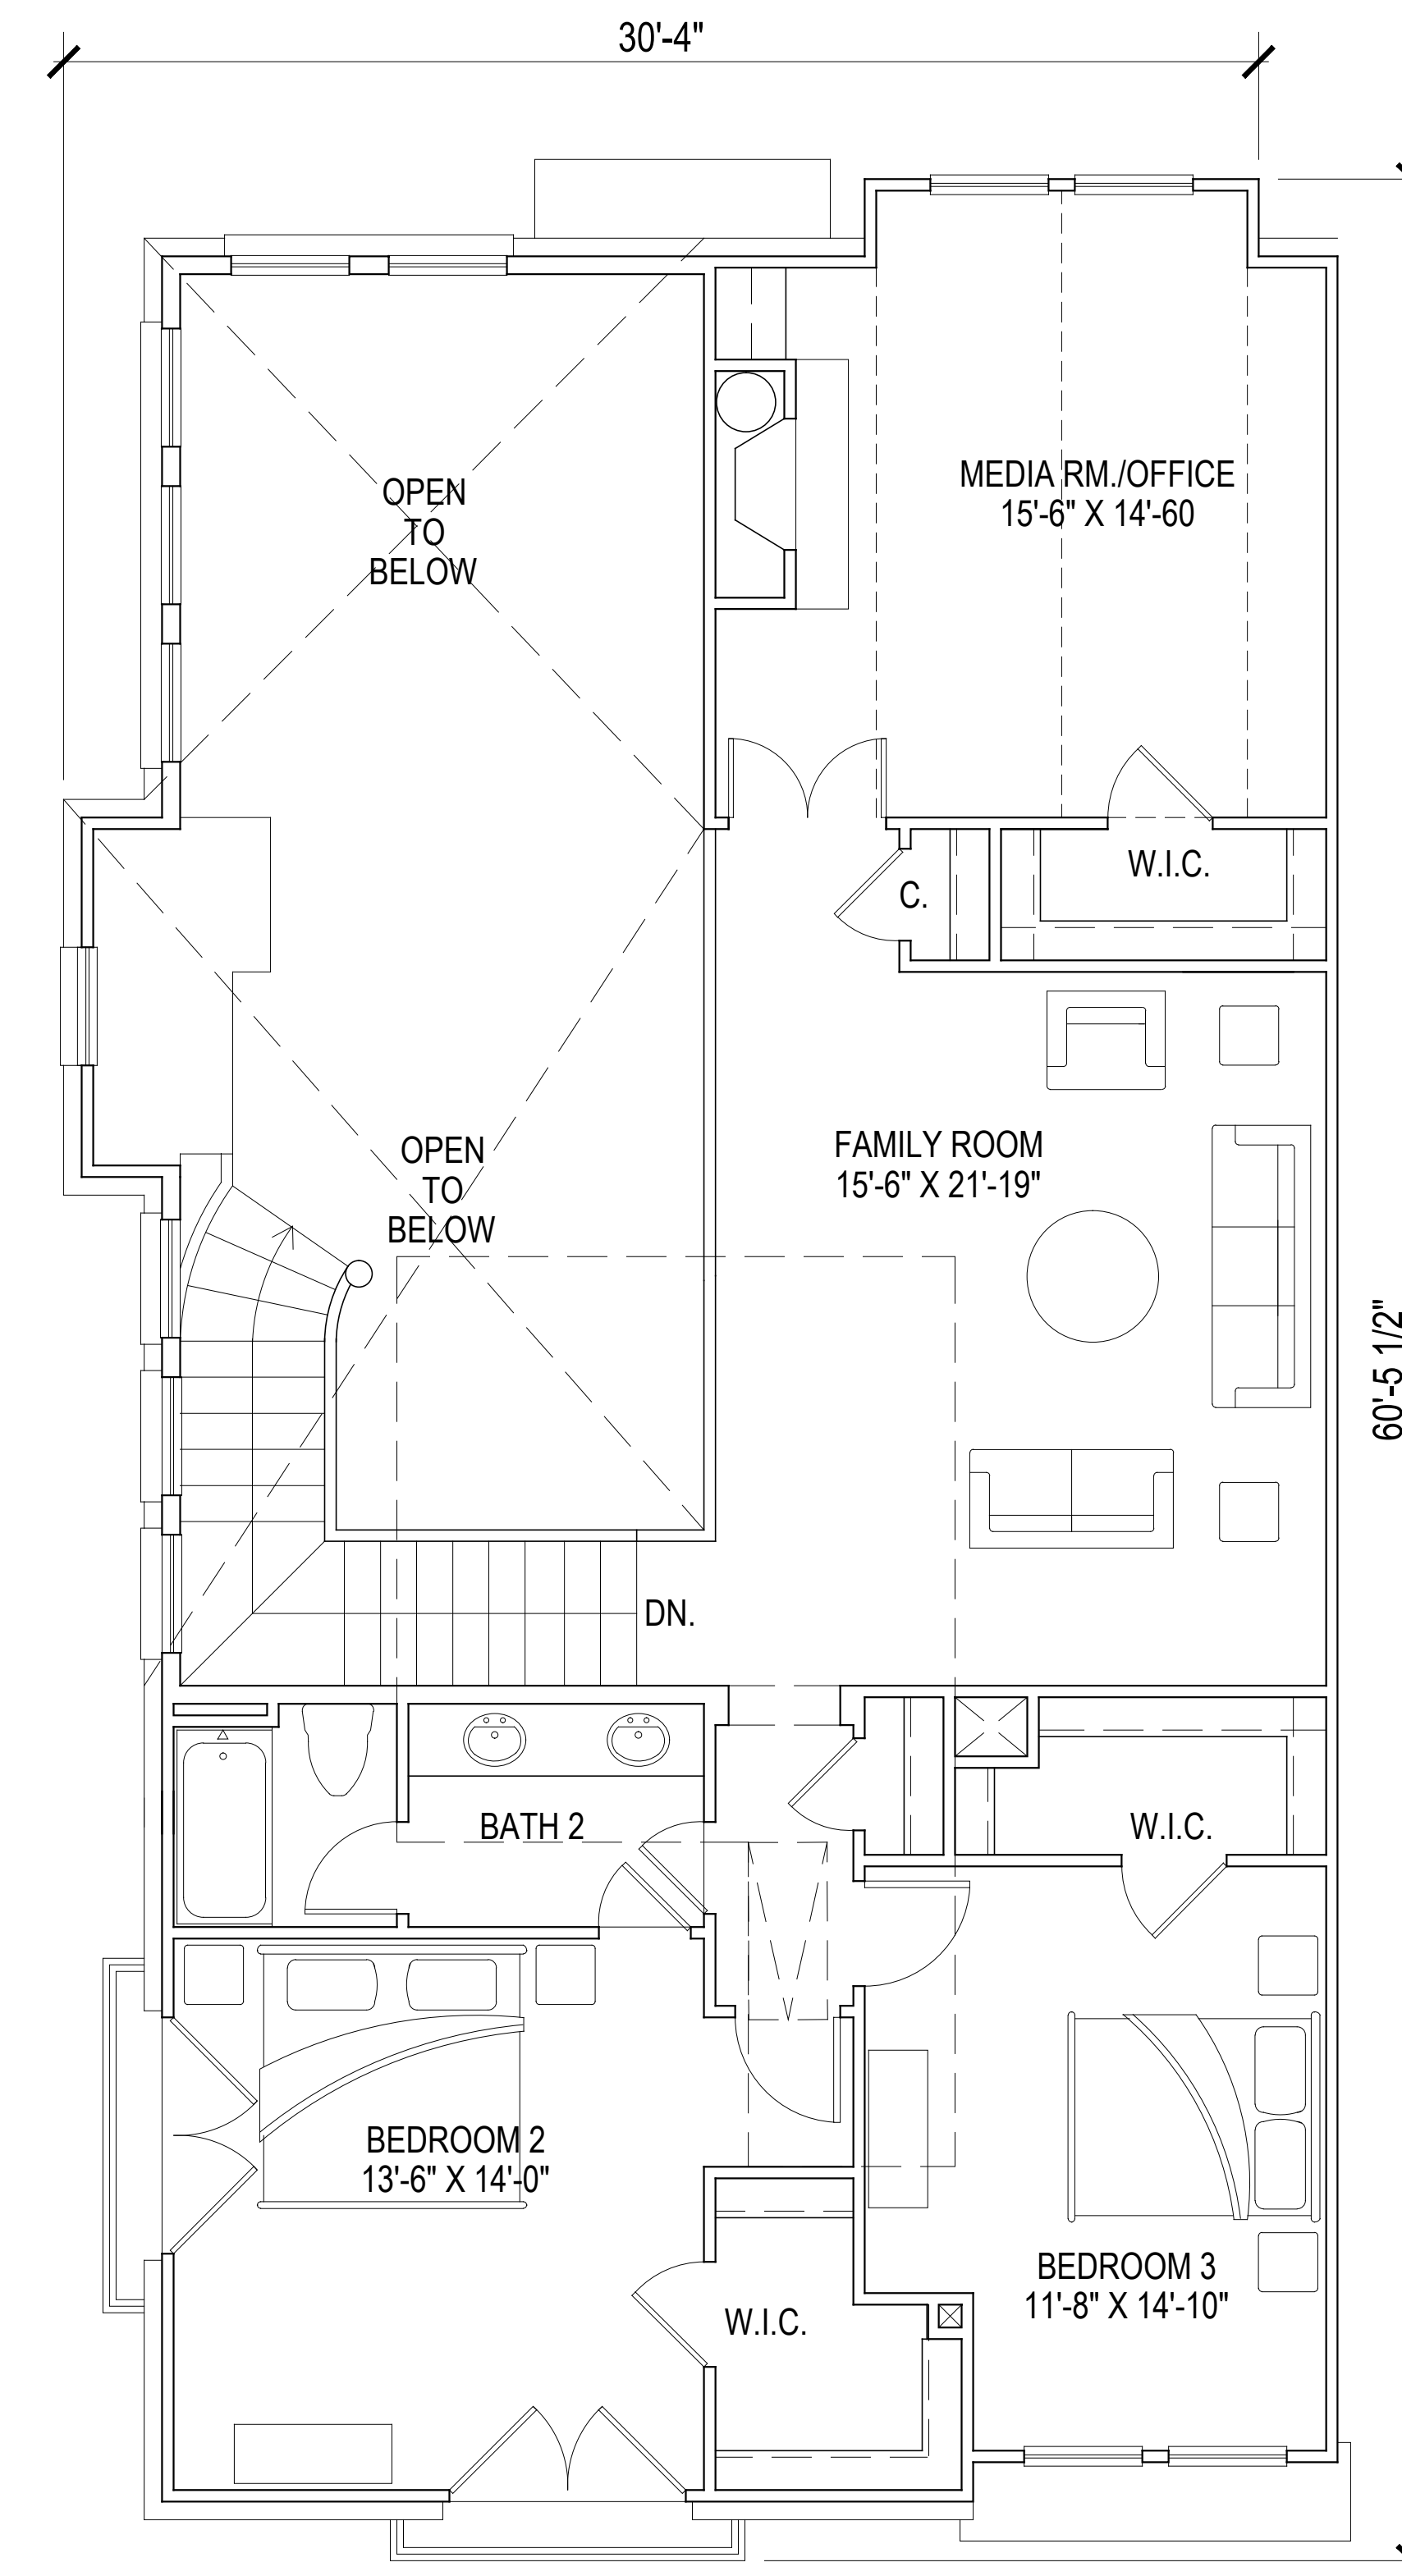 30'-4"
OPEN
TO
BELOW
MEDIA RM./OFFICE
15'-6" X 14'-60
W.I.C.
C.
OPEN
TO
BELOW
FAMILY ROOM
15'-6" X 21'-19"
60'-5 1/2"
DN.
BATH 2
W.I.C.
BEDROOM 2
13'-6" X 14'-0"
BEDROOM 3
11'-8" X 14'-10"
W.I.C.